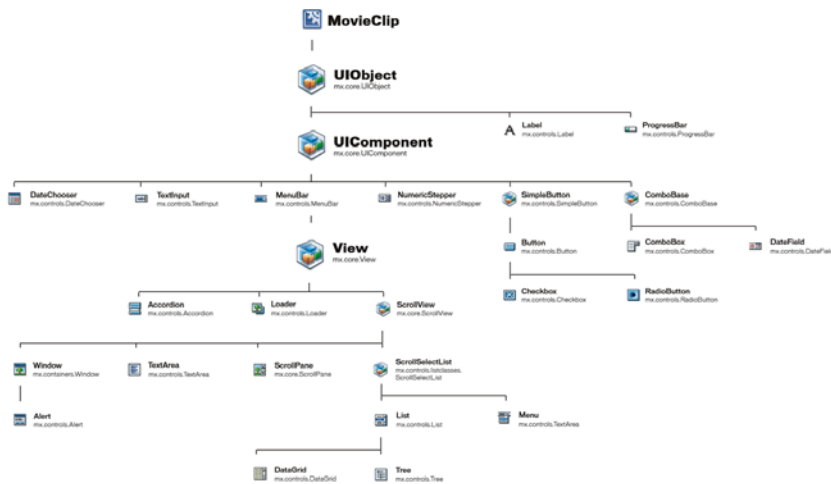 MovieClip
UIObject
mx.core.UIObject
Label
mx.controls.Label
ProgressBar
mx.controls.ProgressBar
UIComponent
mx.core.UIComponent
DateChooser
mx.controls.DateChooser
TextInput
mx.controls.TextInput
MenuBar
mx.controls.MenuBar
NumericStepper
mx.controls.NumericStepper
SimpleButton
mx.controls.SimpleButton
ComboBase
mx.controls.ComboBase
View
mx.core.View
Button
mx.controls.Button
ComboBox
mx.controls.ComboBox
DateField
mx.controls.DateField
Checkbox
mx.controls.Checkbox
RadioButton
mx.controls.RadioButton
Accordion
mx.controls.Accordion
Loader
mx.controls.Loader
ScrollView
mx.core.ScrollView
Window
mx.containers.Window
TextArea
mx.controls.TextArea
ScrollPane
mx.core.ScrollPane
ScrollSelectList
mx.controls.listclasses.
ScrollSelectList
Alert
mx.controls.Alert
List
mx.controls.List
Menu
mx.controls.TextArea
DataGrid
mx.controls.DataGrid
Tree
mx.controls.Tree